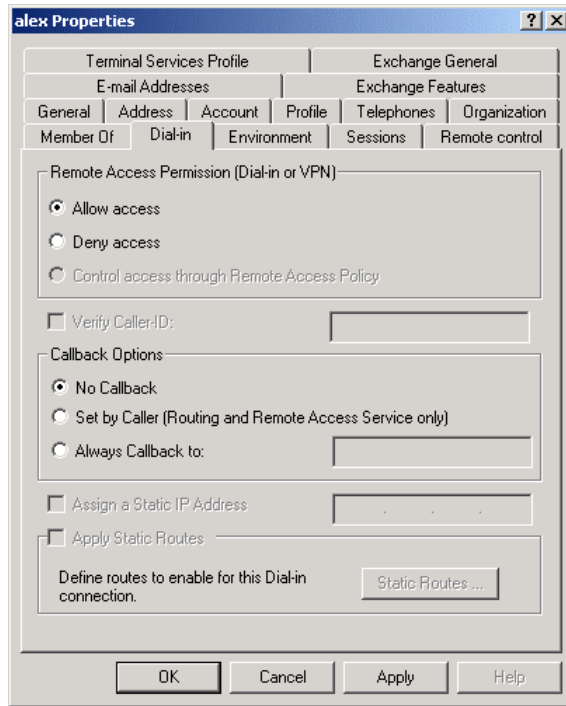 alex Properties
Terminal Services Profile Exchange General
E-mail Addresses Exchange Features
General Address Account Profile Telephones Organization
Member Of Dial-in Environment Sessions Remote control
Remote Access Permission (Dial-in or VPN)
Allow access
Deny access
Control access through Remote Access Policy
Verify Caller-ID:
Callback Options
No Callback
Set by Caller (Routing and Remote Access Service only)
Always Callback to:
Assign a Static IP Address
Apply Static Routes
Define routes to enable for this Dial-in
connection.
Static Routes ...
OK Cancel Apply Help